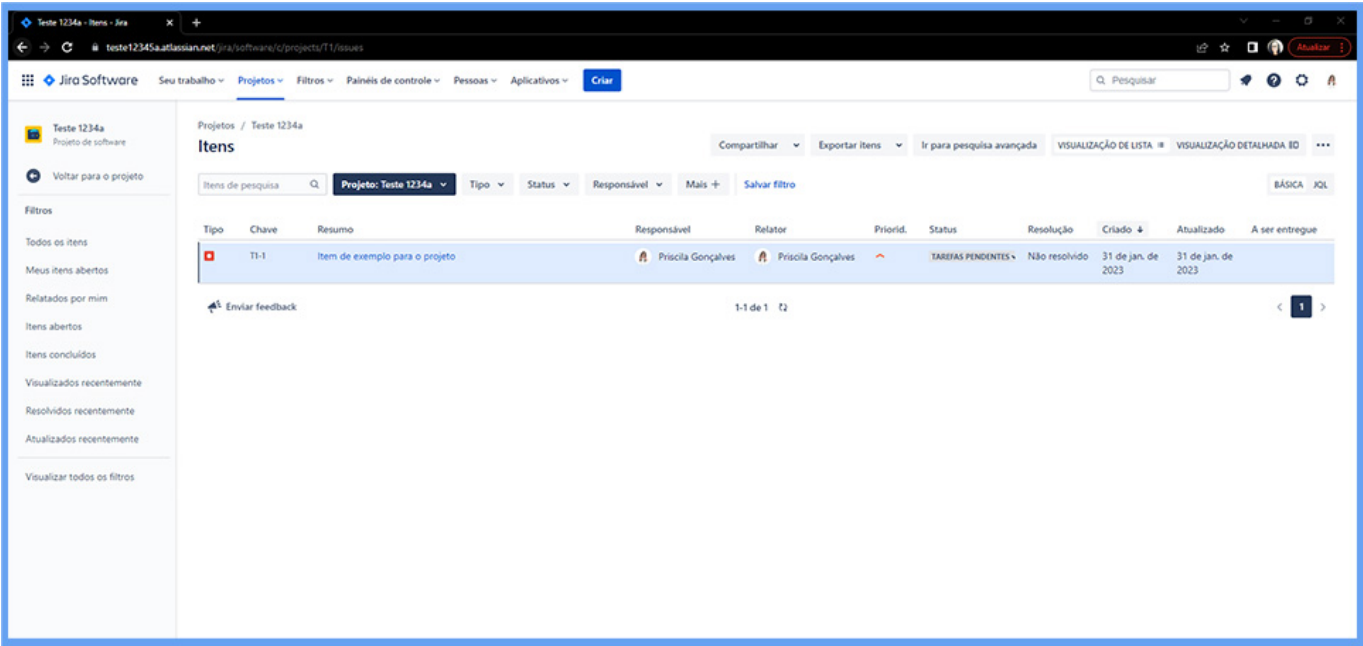 Teste 1234a - Itens - Jira
teste12345a.atlassian.net/jira/software/c/projects/T1/issues
Atualizar
Jira Software Seu trabalho Projetos Filtros Painéis de controle Pessoas Aplicativos Criar Pesquisar
Teste 1234a
Projeto de software
Voltar para o projeto
Filtros
Todos os itens
Meus itens abertos
Relatados por mim
Itens abertos
Itens concluídos
Visualizados recentemente
Resolvidos recentemente
Atualizados recentemente
Visualizar todos os filtros
Projetos / Teste 1234a
Itens
Compartilhar Exportar itens Ir para pesquisa avançada VISUALIZAÇÃO DE LISTA VISUALIZAÇÃO DETALHADA
Itens de pesquisa Projeto: Teste 1234a Tipo Status Responsável Mais + Salvar filtro BÁSICA JQL
Tipo Chave Resumo Responsável Relator Priorid. Status Resolução Criado Atualizado A ser entregue
T1-1 Item de exemplo para o projeto Priscila Gonçalves Priscila Gonçalves TAREFAS PENDENTES Não resolvido 31 de jan. de 31 de jan. de
2023 2023
Enviar feedback 1-1 de 1 1